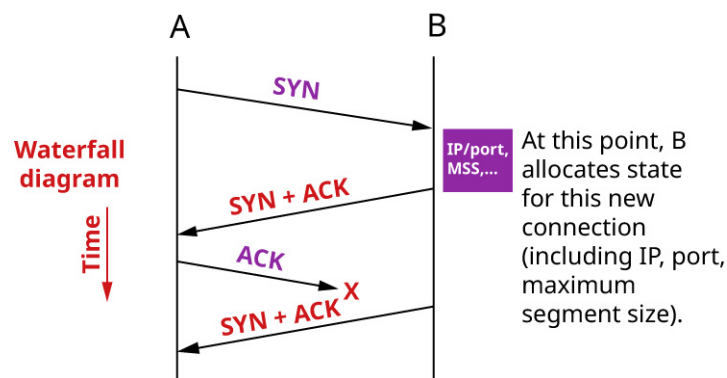 A
B
SYN
IP/port,
MSS,...
At this point, B
allocates state
for this new
connection
(including IP, port,
maximum
segment size).
Waterfall
diagram
SYN + ACK
Time
ACK
X
SYN + ACK